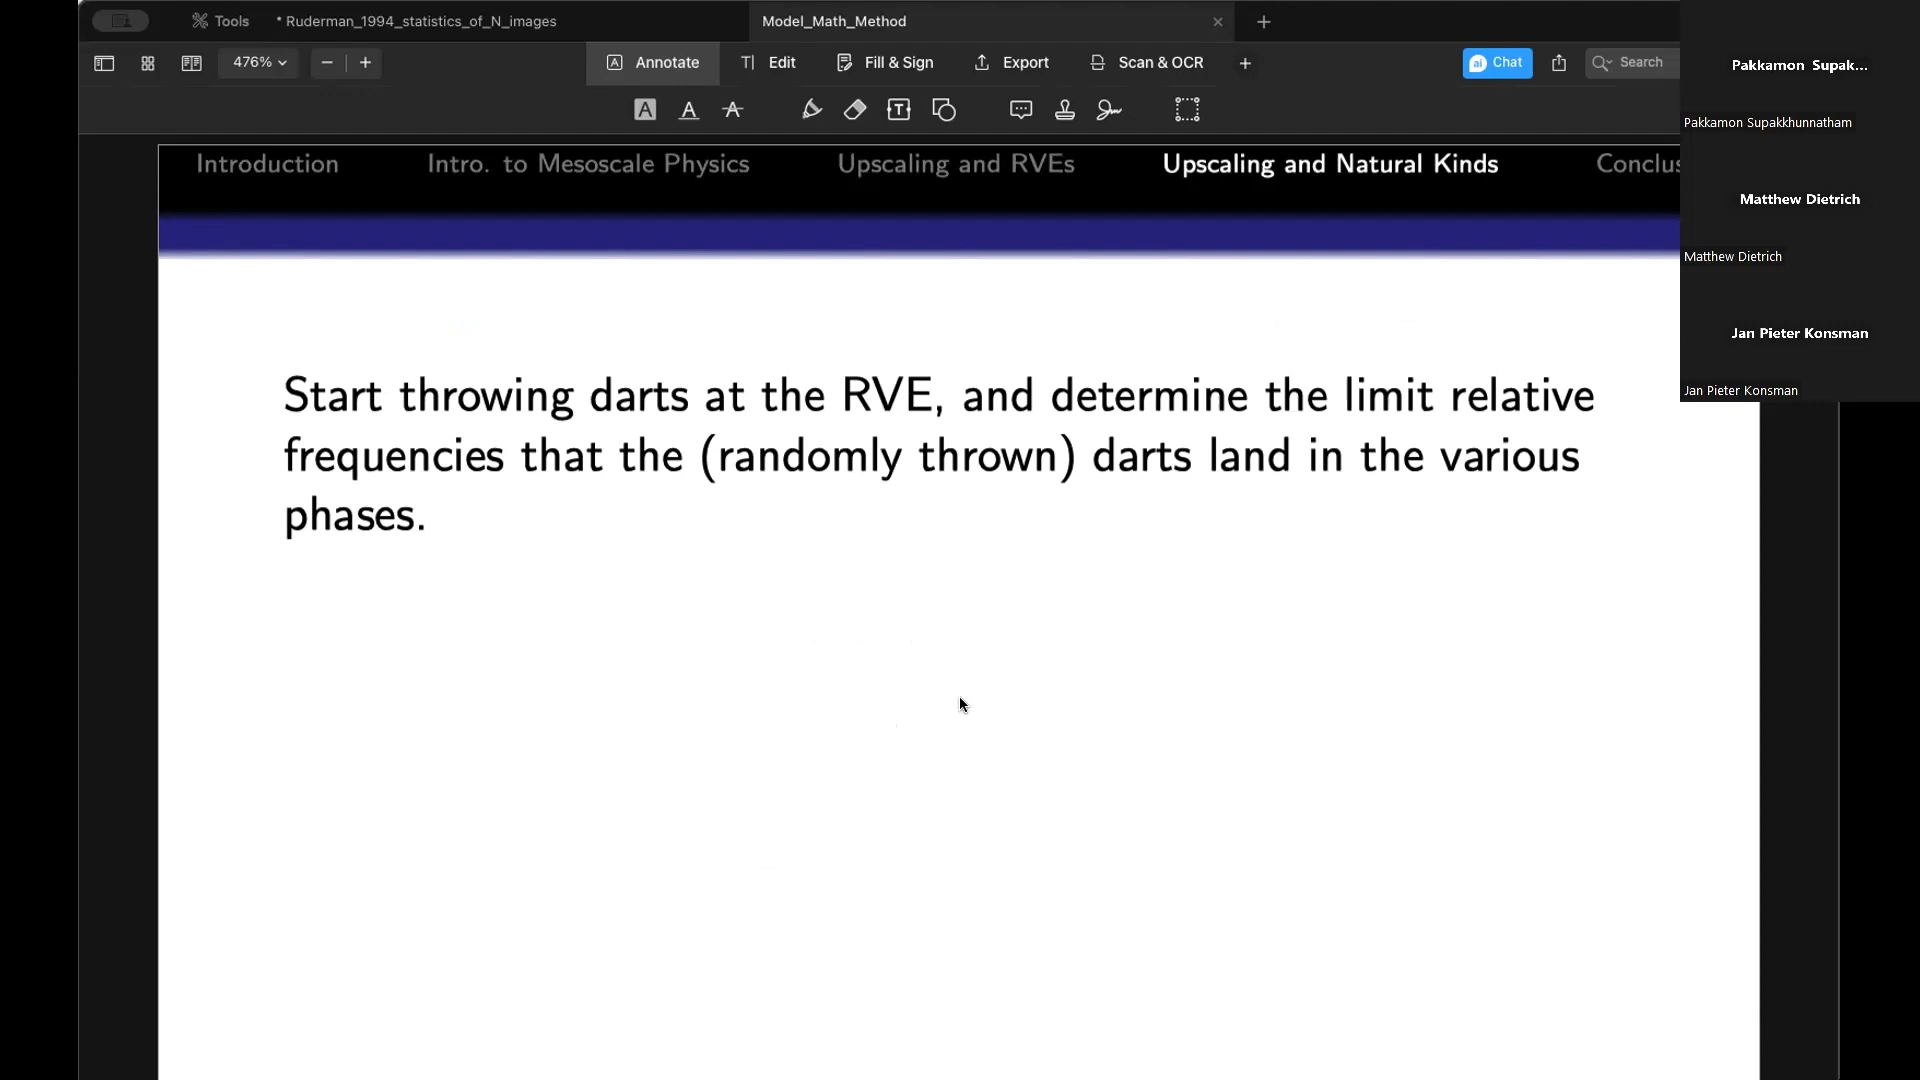 Tools
* Ruderman_1994_statistics_of_N_images
Model_Math_Method
476%
Annotate
Edit
Fill & Sign
Export
Scan & OCR
ai Chat
Search
Introduction
Intro. to Mesoscale Physics
Upscaling and RVEs
Upscaling and Natural Kinds
Conclus
Start throwing darts at the RVE, and determine the limit relative
frequencies that the (randomly thrown) darts land in the various
phases.
Pakkamon Supak...
Pakkamon Supakkhunnatham
Matthew Dietrich
Matthew Dietrich
Jan Pieter Konsman
Jan Pieter Konsman